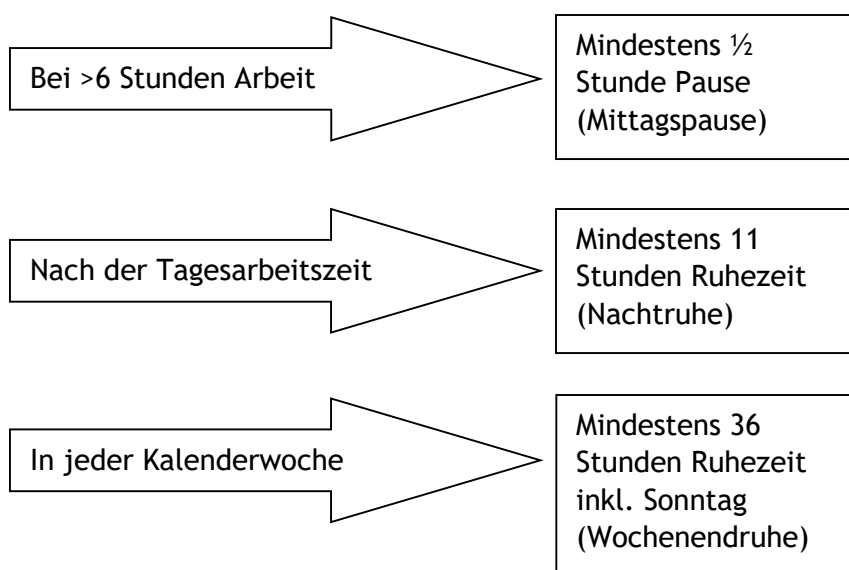 Bei >6 Stunden Arbeit
Mindestens ½
Stunde Pause
(Mittagspause)
Nach der Tagesarbeitszeit
Mindestens 11
Stunden Ruhezeit
(Nachtruhe)
In jeder Kalenderwoche
Mindestens 36
Stunden Ruhezeit
inkl. Sonntag
(Wochenendruhe)